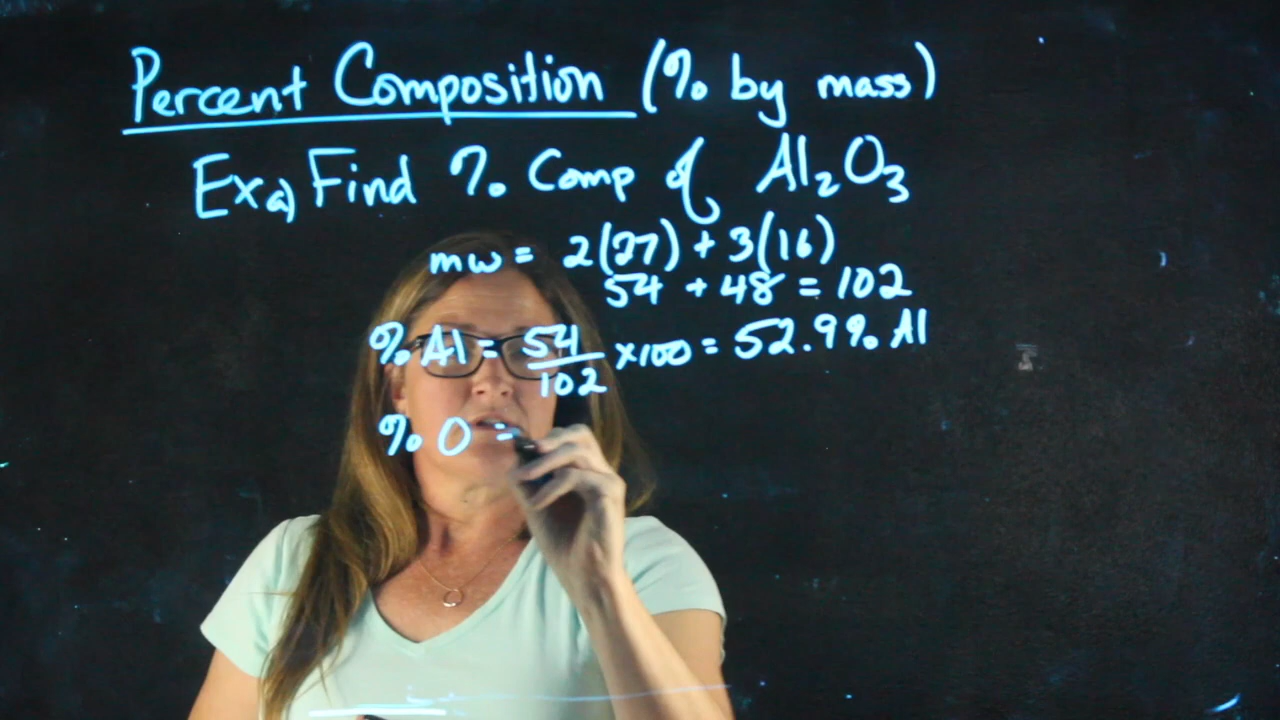 Percent Composition (% by mass)
Ex a) Find % Comp of Al₂O₃
mw = 2(27) + 3(16)
54 + 48 = 102
% Al = 54/102 x100 = 52.9% Al
% O =